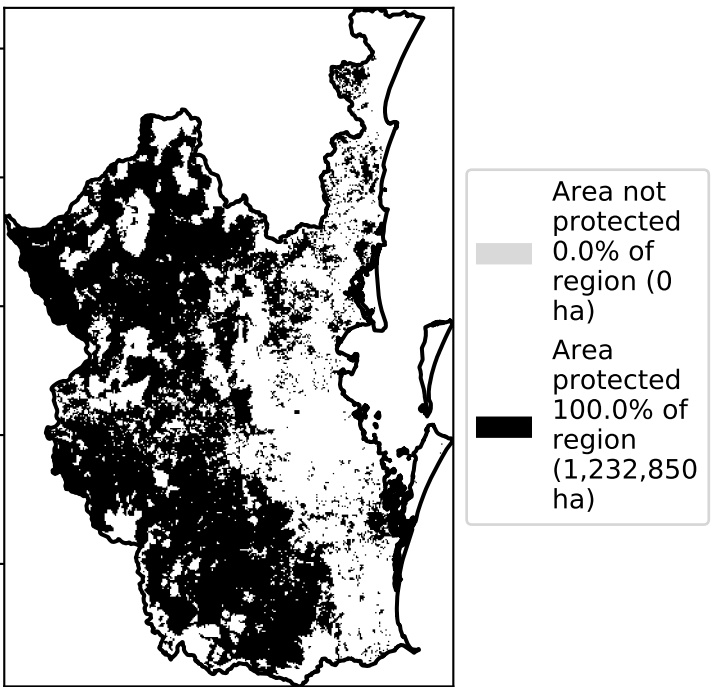 Area not
protected
0.0% of
region (0
ha)
Area
protected
100.0% of
region
(1,232,850
ha)